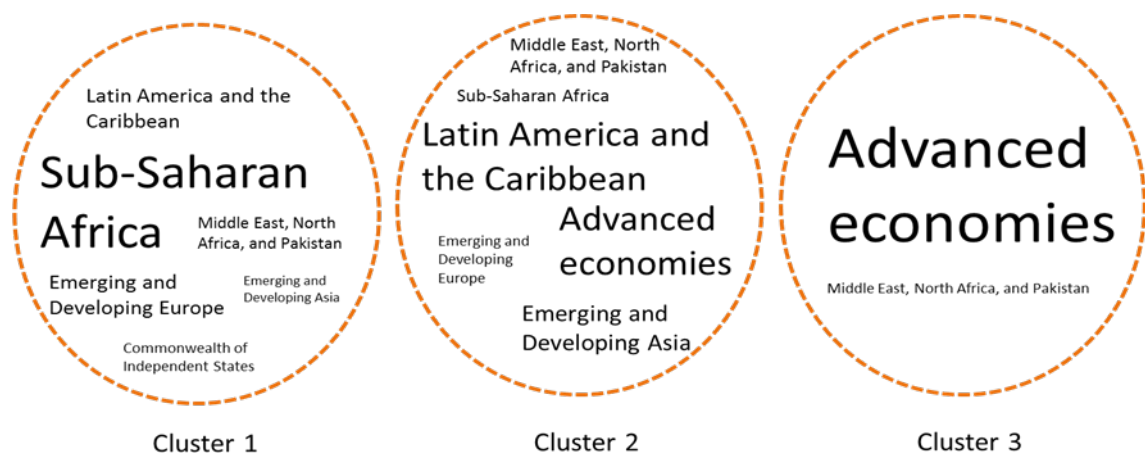 Latin America and the
Caribbean
Sub-Saharan
Africa
Middle East, North
Africa, and Pakistan
Emerging and
Developing Europe
Emerging and
Developing Asia
Commonwealth of
Independent States
Cluster 1
Middle East, North
Africa, and Pakistan
Sub-Saharan Africa
Latin America and
the Caribbean
Advanced
economies
Emerging and
Developing
Europe
Emerging and
Developing Asia
Cluster 2
Advanced
economies
Middle East, North Africa, and Pakistan
Cluster 3